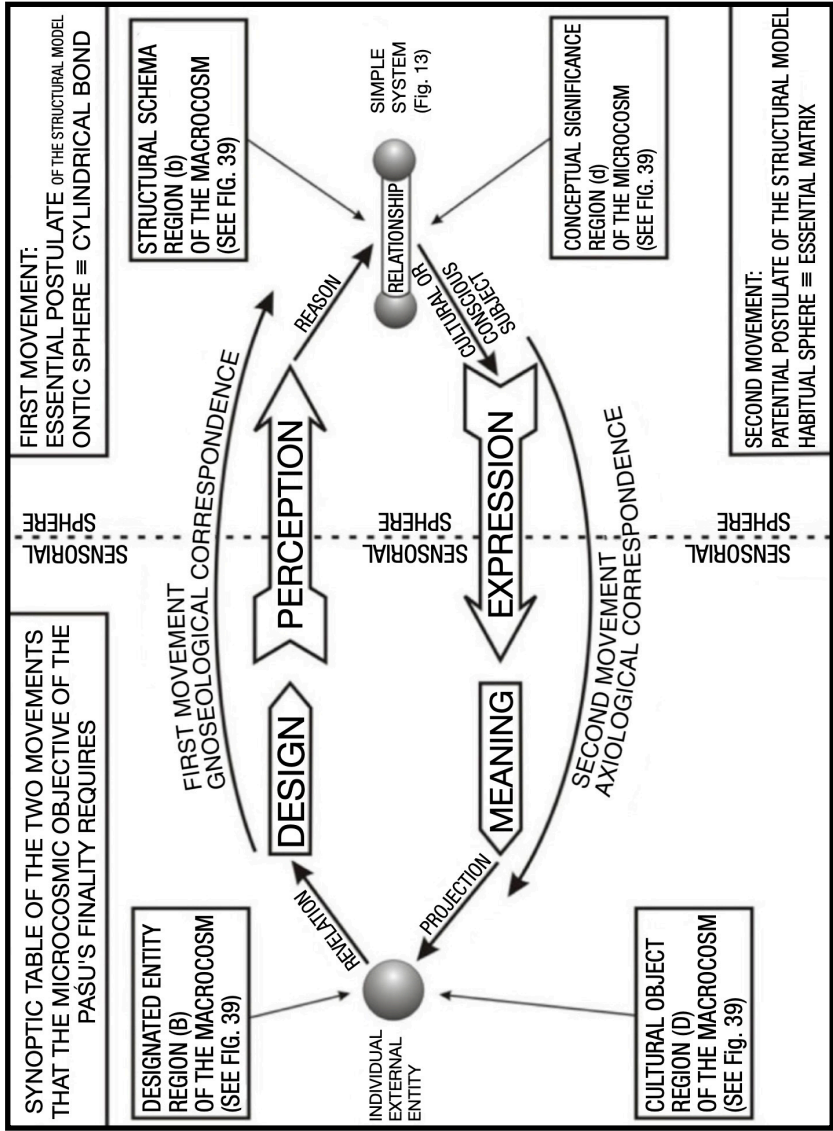 SYNOPTIC TABLE OF THE TWO MOVEMENTS
THAT THE MICROCOSMIC OBJECTIVE OF THE
PAŚU'S FINALITY REQUIRES
FIRST MOVEMENT:
ESSENTIAL POSTULATE OF THE STRUCTURAL MODEL
ONTIC SPHERE ≡ CYLINDRICAL BOND
SENSORIAL
SPHERE
DESIGNATED ENTITY
REGION (B)
OF THE MACROCOSM
(SEE FIG. 39)
FIRST MOVEMENT
GNOSEOLOGICAL CORRESPONDENCE
STRUCTURAL SCHEMA
REGION (b)
OF THE MACROCOSM
(SEE FIG. 39)
REVELATION
DESIGN
PERCEPTION
REASON
INDIVIDUAL
EXTERNAL
ENTITY
SENSORIAL
SPHERE
RELATIONSHIP
SIMPLE
SYSTEM
(Fig. 13)
PROJECTION
MEANING
EXPRESSION
CULTURAL OR
CONSCIOUS
SUBJECT
CULTURAL OBJECT
REGION (D)
OF THE MACROCOSM
(SEE FIG. 39)
SECOND MOVEMENT
AXIOLOGICAL CORRESPONDENCE
CONCEPTUAL SIGNIFICANCE
REGION (d)
OF THE MICROCOSM
(SEE FIG. 39)
SENSORIAL
SPHERE
SECOND MOVEMENT:
PATENTIAL POSTULATE OF THE STRUCTURAL MODEL
HABITUAL SPHERE ≡ ESSENTIAL MATRIX